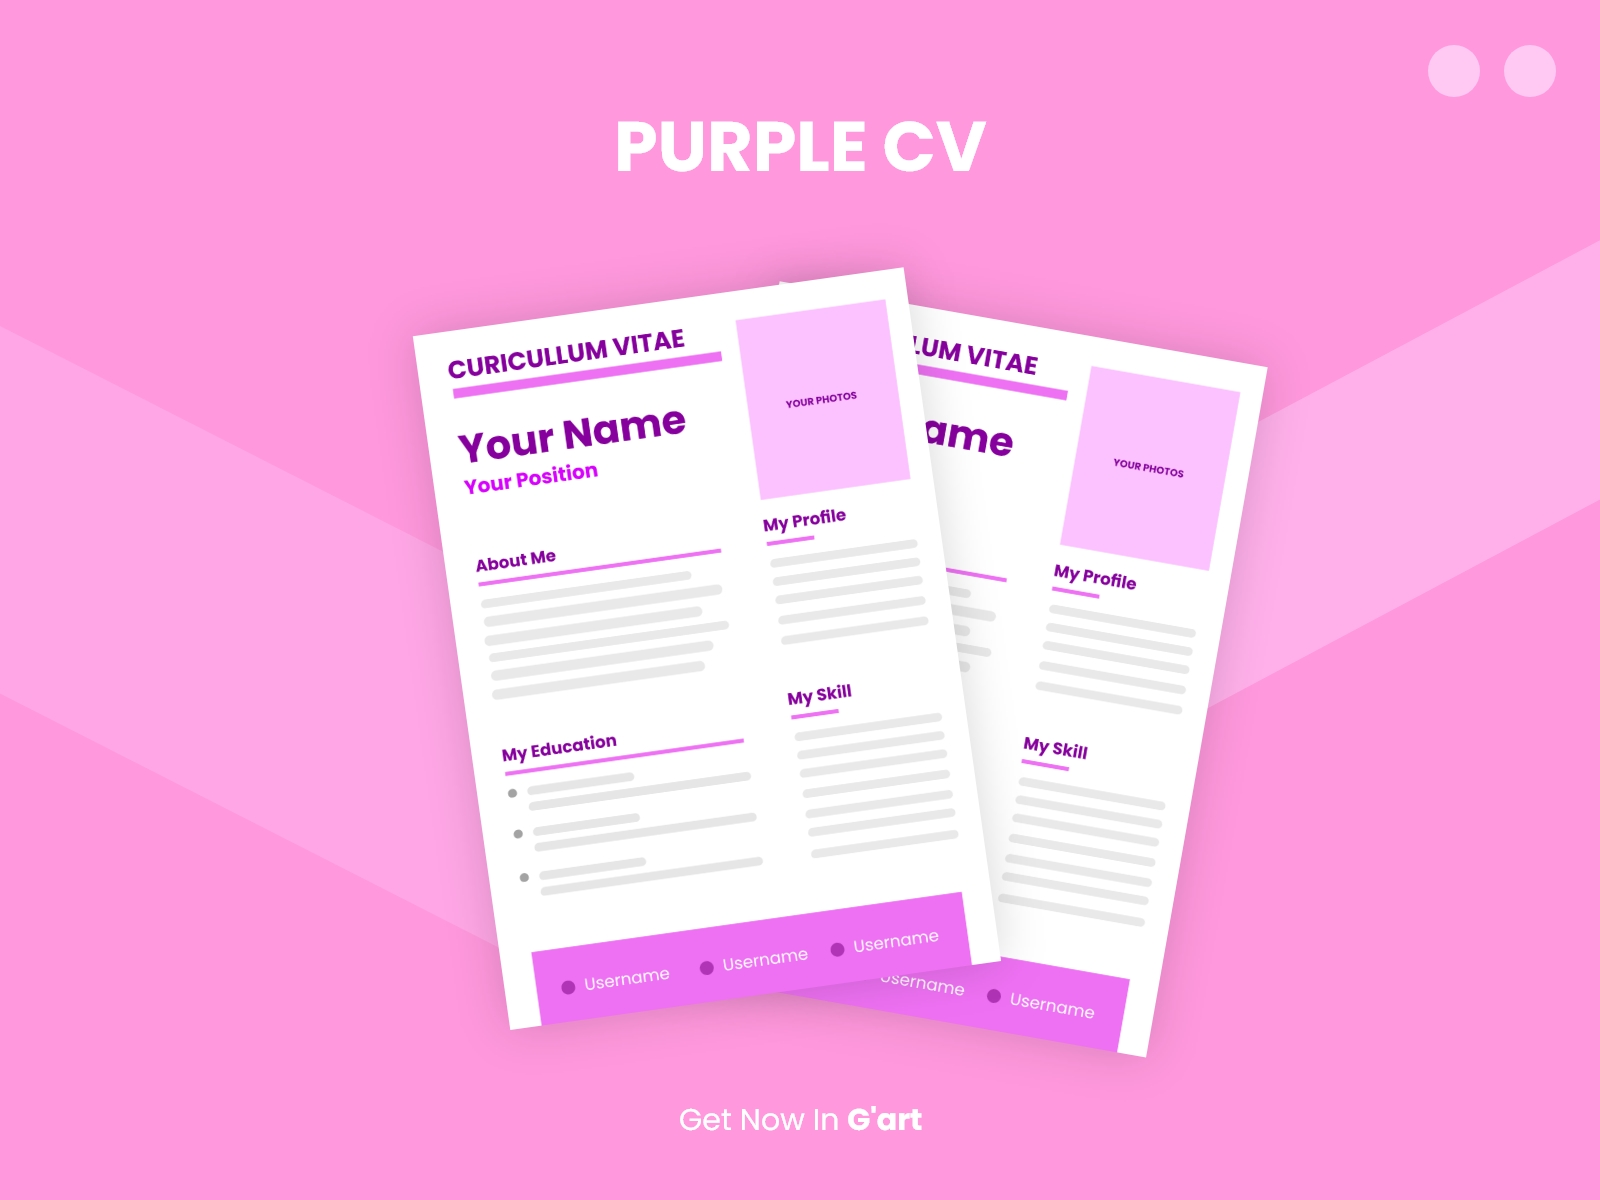 PURPLE CV
CURICULLUM VITAE
Your Name
Your Position
YOUR PHOTOS
About Me
My Profile
My Education
My Skill
Username
Username
Username
LUM VITAE
ame
YOUR PHOTOS
My Profile
My Skill
Username
Username
Get Now In G'art